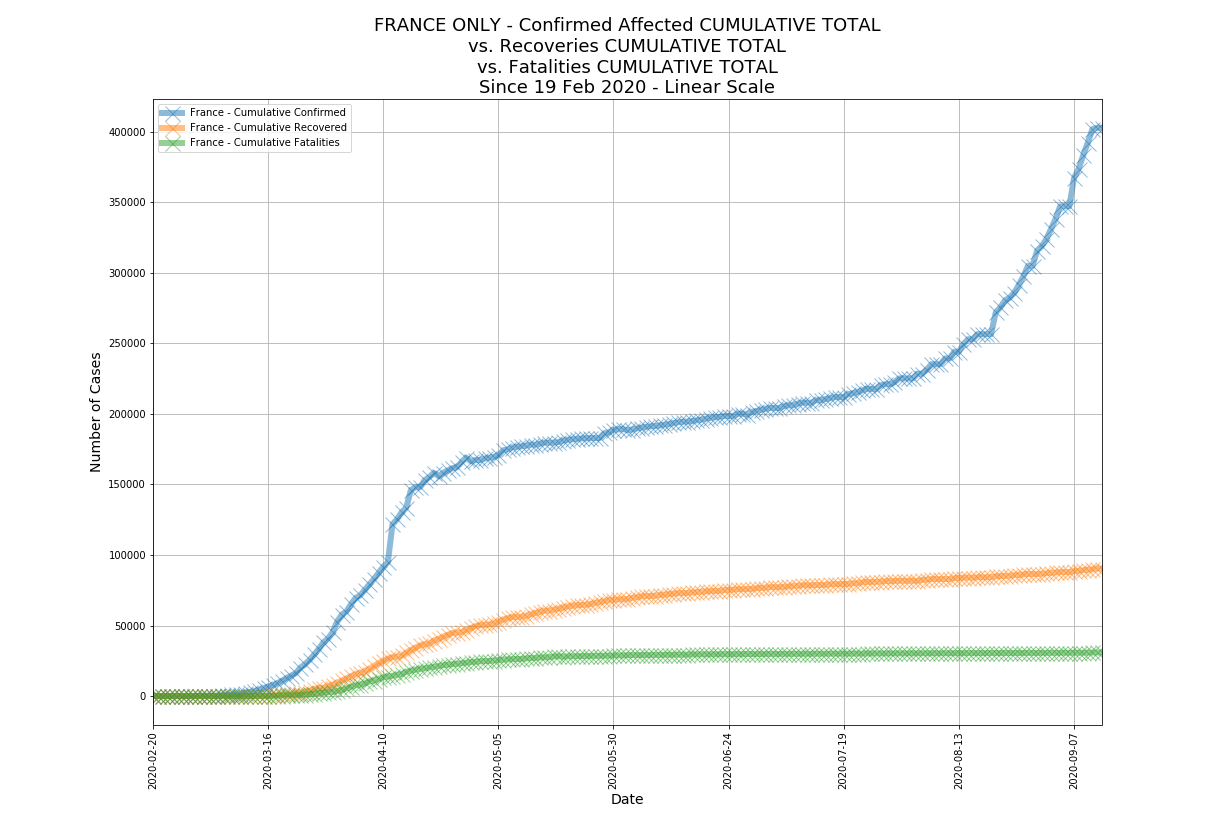 FRANCE ONLY - Confirmed Affected CUMULATIVE TOTAL
vs. Recoveries CUMULATIVE TOTAL
vs. Fatalities CUMULATIVE TOTAL
Since 19 Feb 2020 - Linear Scale
France - Cumulative Confirmed
France - Cumulative Recovered
France - Cumulative Fatalities
Number of Cases
400000
350000
300000
250000
200000
150000
100000
50000
0
2020-02-20
2020-03-16
2020-04-10
2020-05-05
2020-05-30
2020-06-24
2020-07-19
2020-08-13
2020-09-07
Date